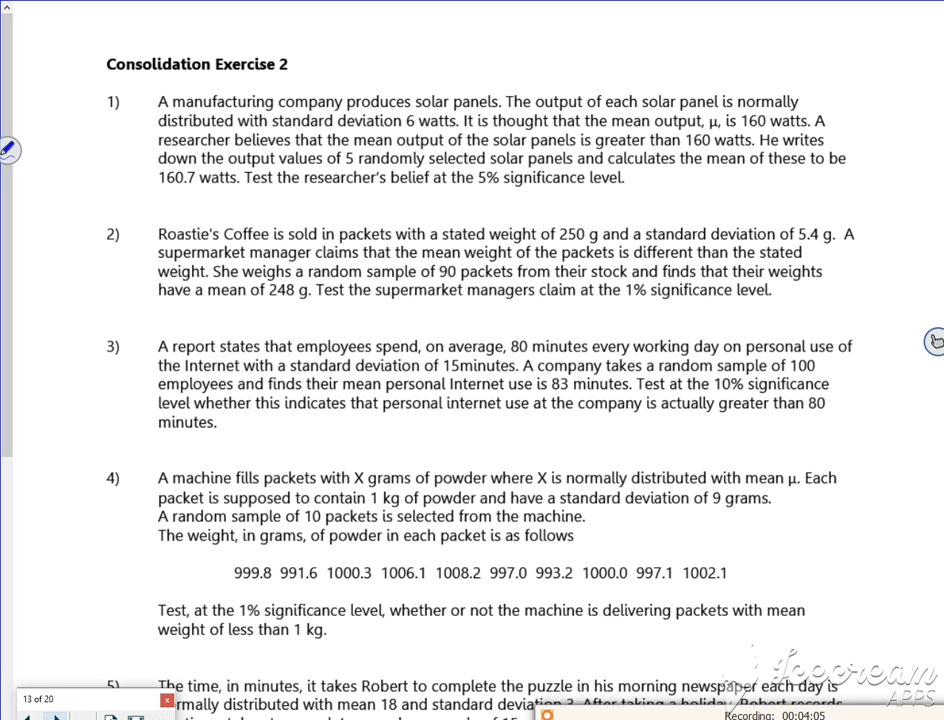 Consolidation Exercise 2
1) A manufacturing company produces solar panels. The output of each solar panel is normally
distributed with standard deviation 6 watts. It is thought that the mean output, μ, is 160 watts. A
researcher believes that the mean output of the solar panels is greater than 160 watts. He writes
down the output values of 5 randomly selected solar panels and calculates the mean of these to be
160.7 watts. Test the researcher's belief at the 5% significance level.
2) Roastie's Coffee is sold in packets with a stated weight of 250 g and a standard deviation of 5.4 g. A
supermarket manager claims that the mean weight of the packets is different than the stated
weight. She weighs a random sample of 90 packets from their stock and finds that their weights
have a mean of 248 g. Test the supermarket managers claim at the 1% significance level.
3) A report states that employees spend, on average, 80 minutes every working day on personal use of
the Internet with a standard deviation of 15minutes. A company takes a random sample of 100
employees and finds their mean personal Internet use is 83 minutes. Test at the 10% significance
level whether this indicates that personal internet use at the company is actually greater than 80
minutes.
4) A machine fills packets with X grams of powder where X is normally distributed with mean μ. Each
packet is supposed to contain 1 kg of powder and have a standard deviation of 9 grams.
A random sample of 10 packets is selected from the machine.
The weight, in grams, of powder in each packet is as follows
999.8 991.6 1000.3 1006.1 1008.2 997.0 993.2 1000.0 997.1 1002.1
Test, at the 1% significance level, whether or not the machine is delivering packets with mean
weight of less than 1 kg.
5) The time, in minutes, it takes Robert to complete the puzzle in his morning newspaper each day is
rmally distributed with mean 18 and standard deviation 3. After taking a holiday, Robert records
13 of 20
Recording: 00:04:05
Icecream
APPS